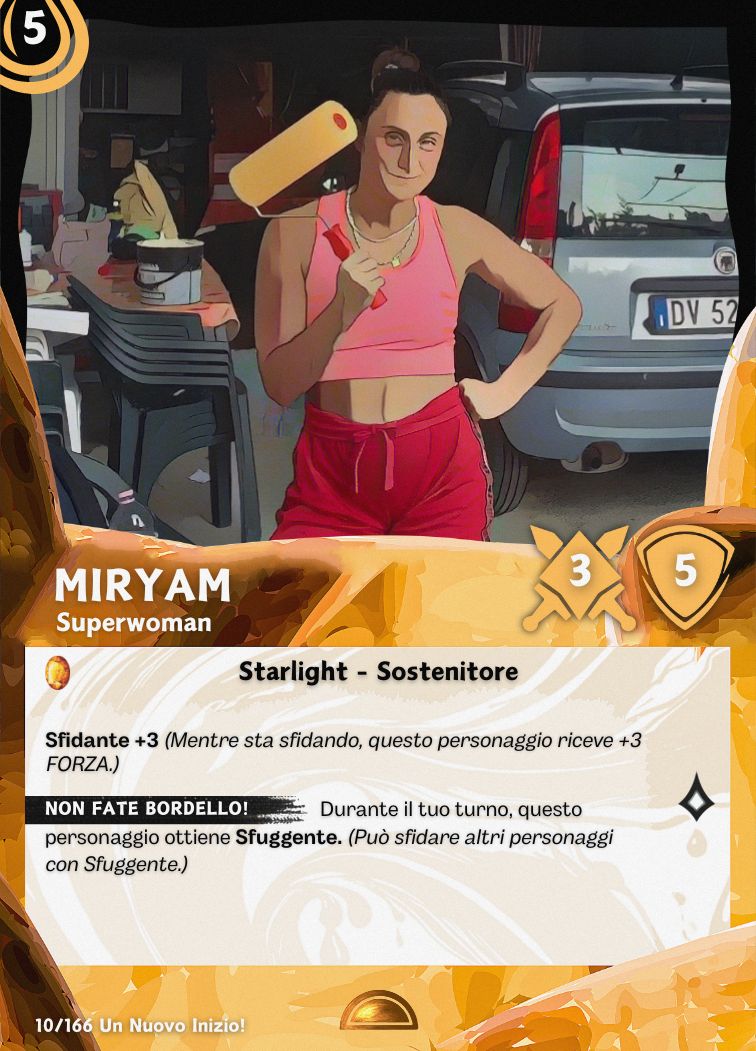 5
DV 52
MIRYAM
Superwoman
3
5
Starlight - Sostenitore
Sfidante +3 (Mentre sta sfidando, questo personaggio riceve +3
FORZA.)
NON FATE BORDELLO! Durante il tuo turno, questo
personaggio ottiene Sfuggente. (Può sfidare altri personaggi
con Sfuggente.)
10/166 Un Nuovo Inizio!